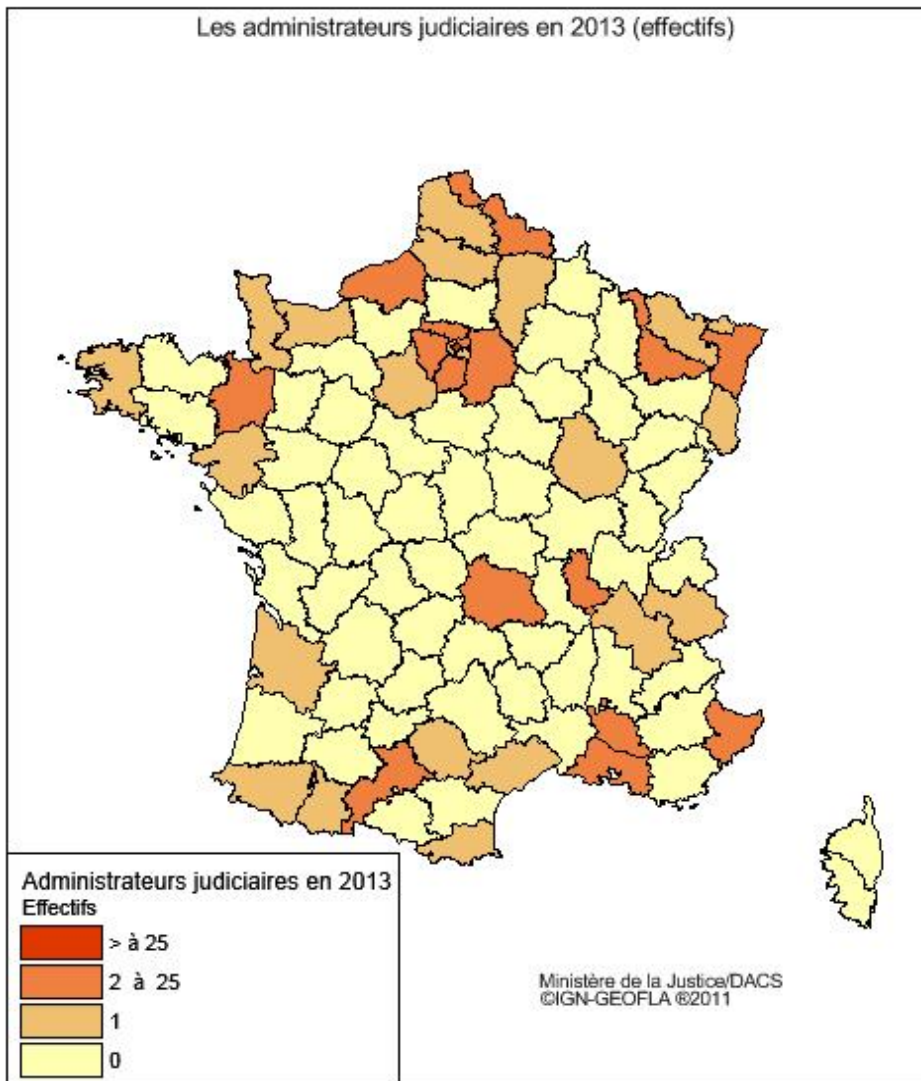 Les administrateurs judiciaires en 2013 (effectifs)
Administrateurs judiciaires en 2013
Effectifs
> à 25
2 à 25
1
0
Ministère de la Justice/DACS
©IGN-GEOFLA ®2011